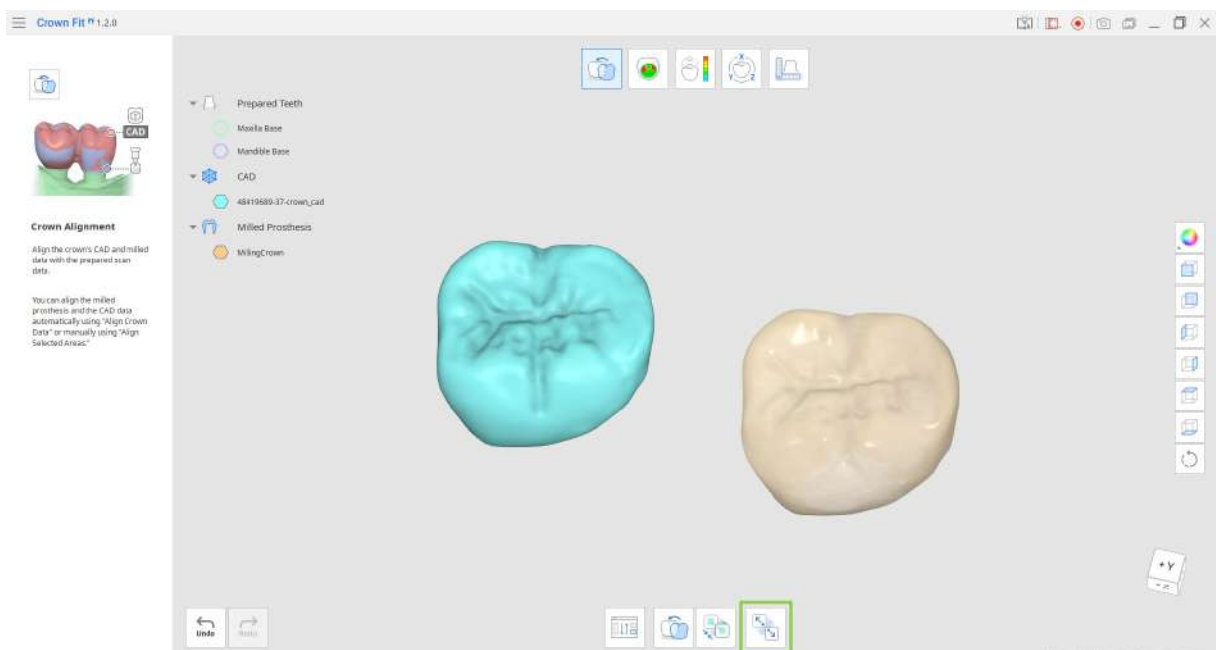 Crown Fit 1.2.0
CAD
Crown Alignment
Align the crown's CAD and milled
data with the prepared scan
data.
You can align the milled
prosthesis and the CAD data
automatically using "Align Crown
Data" or manually using "Align
Selected Areas."
Prepared Teeth
Maxilla Base
Mandible Base
CAD
48419689-37-crown_cad
Milled Prosthesis
MilingCrown
X
Y
Z
+Y
Undo
Redo